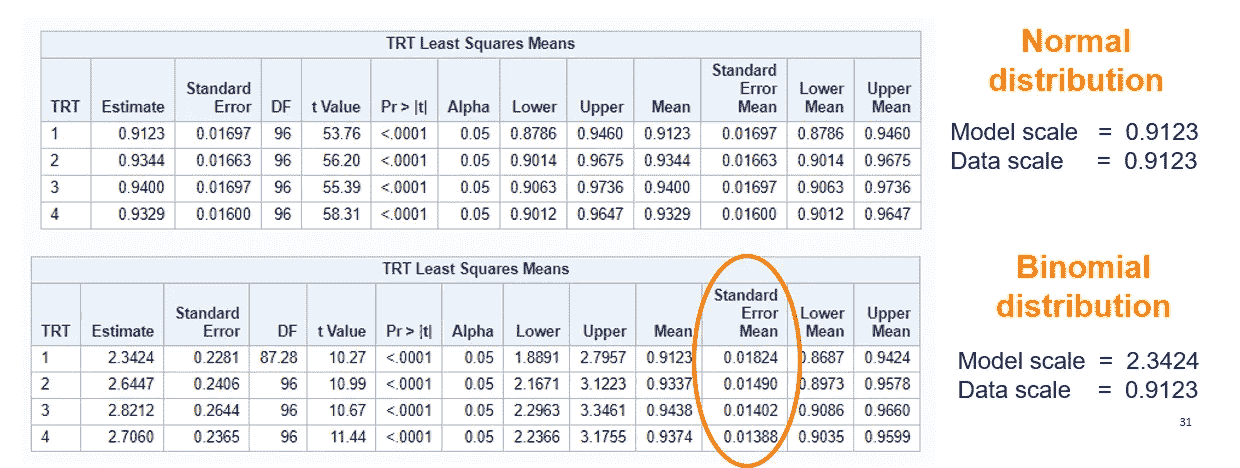 TRT Least Squares Means
TRT Estimate Standard Error DF t Value Pr > |t| Alpha Lower Upper Mean Standard Error Mean Lower Mean Upper Mean
1 0.9123 0.01697 96 53.76 <.0001 0.05 0.8786 0.9460 0.9123 0.01697 0.8786 0.9460
2 0.9344 0.01663 96 56.20 <.0001 0.05 0.9014 0.9675 0.9344 0.01663 0.9014 0.9675
3 0.9400 0.01697 96 55.39 <.0001 0.05 0.9063 0.9736 0.9400 0.01697 0.9063 0.9736
4 0.9329 0.01600 96 58.31 <.0001 0.05 0.9012 0.9647 0.9329 0.01600 0.9012 0.9647
Normal
distribution
Model scale = 0.9123
Data scale = 0.9123
TRT Least Squares Means
TRT Estimate Standard Error DF t Value Pr > |t| Alpha Lower Upper Mean Standard Error Mean Lower Mean Upper Mean
1 2.3424 0.2281 87.28 10.27 <.0001 0.05 1.8891 2.7957 0.9123 0.01824 0.8687 0.9424
2 2.6447 0.2406 96 10.99 <.0001 0.05 2.1671 3.1223 0.9337 0.01490 0.8973 0.9578
3 2.8212 0.2644 96 10.67 <.0001 0.05 2.2963 3.3461 0.9438 0.01402 0.9086 0.9660
4 2.7060 0.2365 96 11.44 <.0001 0.05 2.2366 3.1755 0.9374 0.01388 0.9035 0.9599
Binomial
distribution
Model scale = 2.3424
Data scale = 0.9123
31